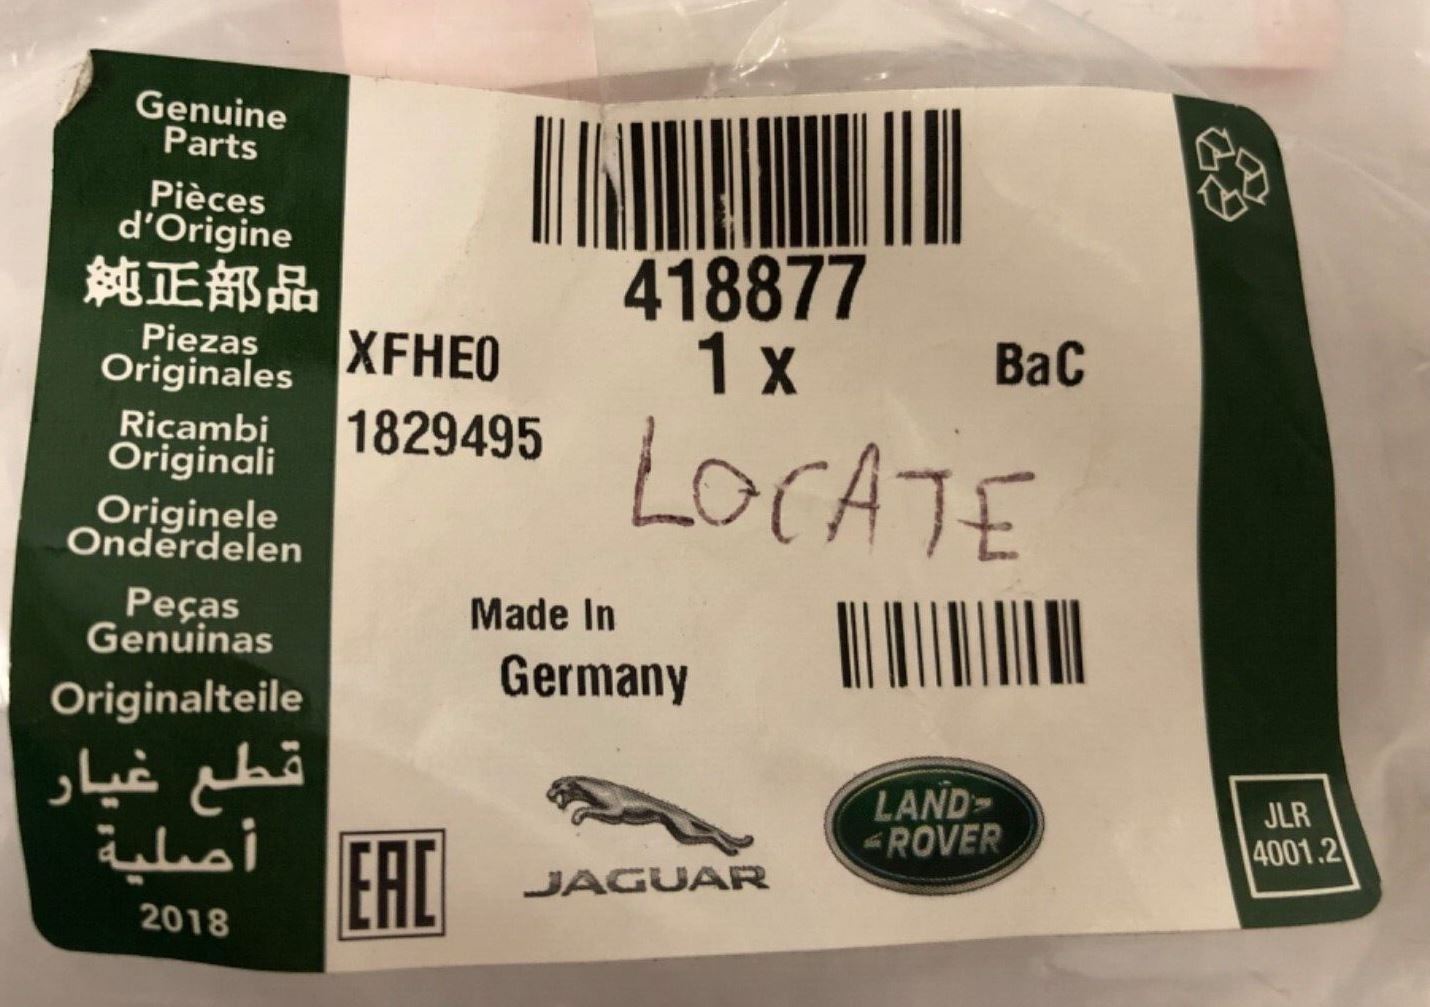 Genuine
Parts
Pièces
d'Origine
純正部品
Piezas
Originales
Ricambi
Originali
Originele
Onderdelen
Peças
Genuinas
Originalteile
قطع غيار
أصلية
2018
418877
XFHE0 1 x BaC
1829495
LOCATE
Made In
Germany
EAC
JAGUAR
LAND
ROVER
JLR
4001.2